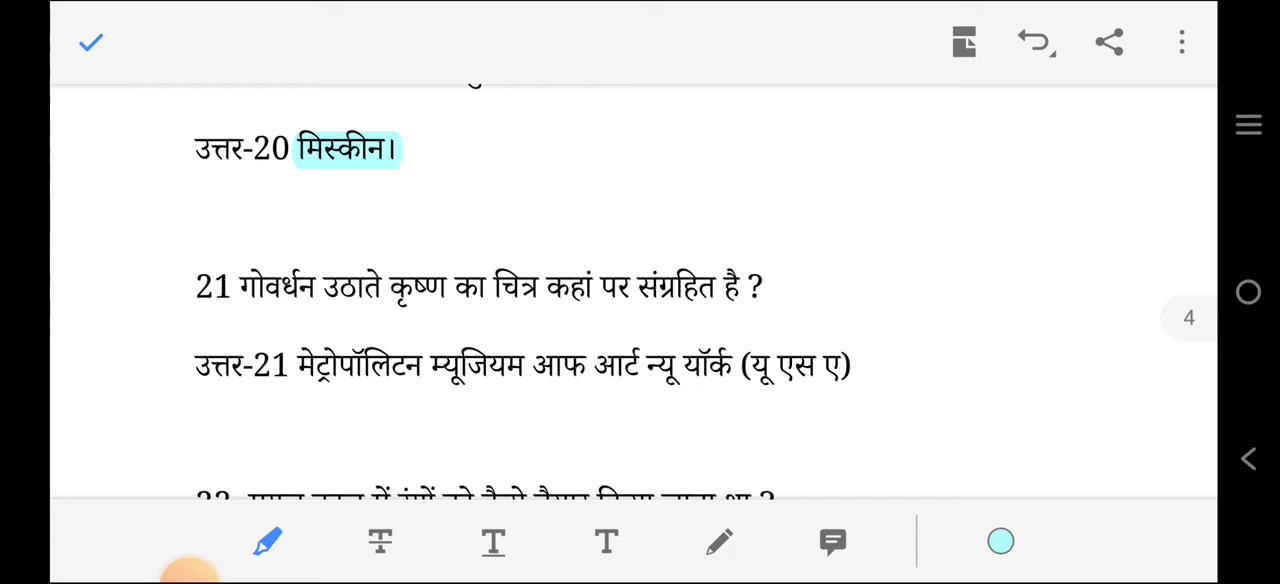 उत्तर-20 मिस्कीन।
21 गोवर्धन उठाते कृष्ण का चित्र कहां पर संग्रहित है ?
4
उत्तर-21 मेट्रोपॉलिटन म्यूजियम आफ आर्ट न्यू यॉर्क (यू एस ए)